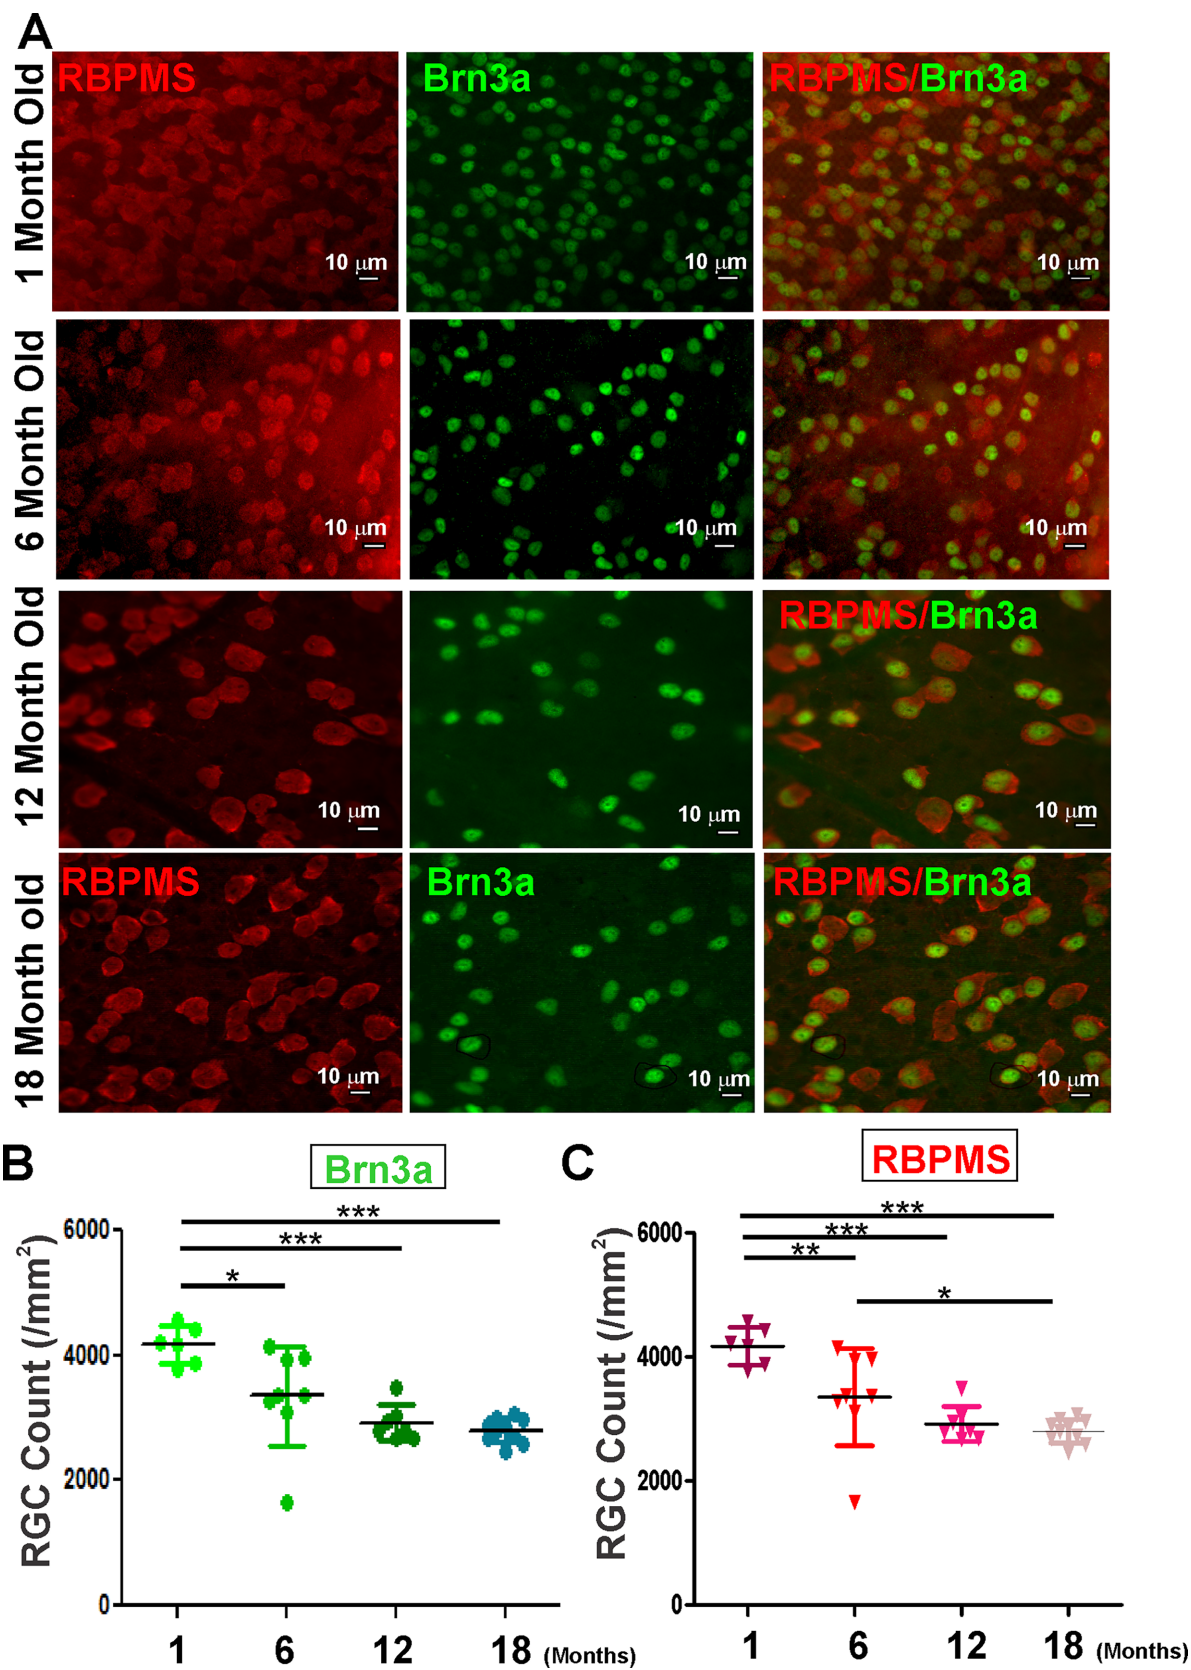 A
1 Month Old
RBPMS
Brn3a
RBPMS/Brn3a
10 μm
10 μm
10 μm
6 Month Old
10 μm
10 μm
10 μm
12 Month Old
RBPMS/Brn3a
10 μm
10 μm
10 μm
18 Month old
RBPMS
Brn3a
RBPMS/Brn3a
10 μm
10 μm
10 μm
B
Brn3a
RGC Count (/mm²)
***
***
*
6000
4000
2000
0
1 6 12 18 (Months)
C
RBPMS
RGC Count (/mm²)
***
***
**
*
6000
4000
2000
0
1 6 12 18 (Months)